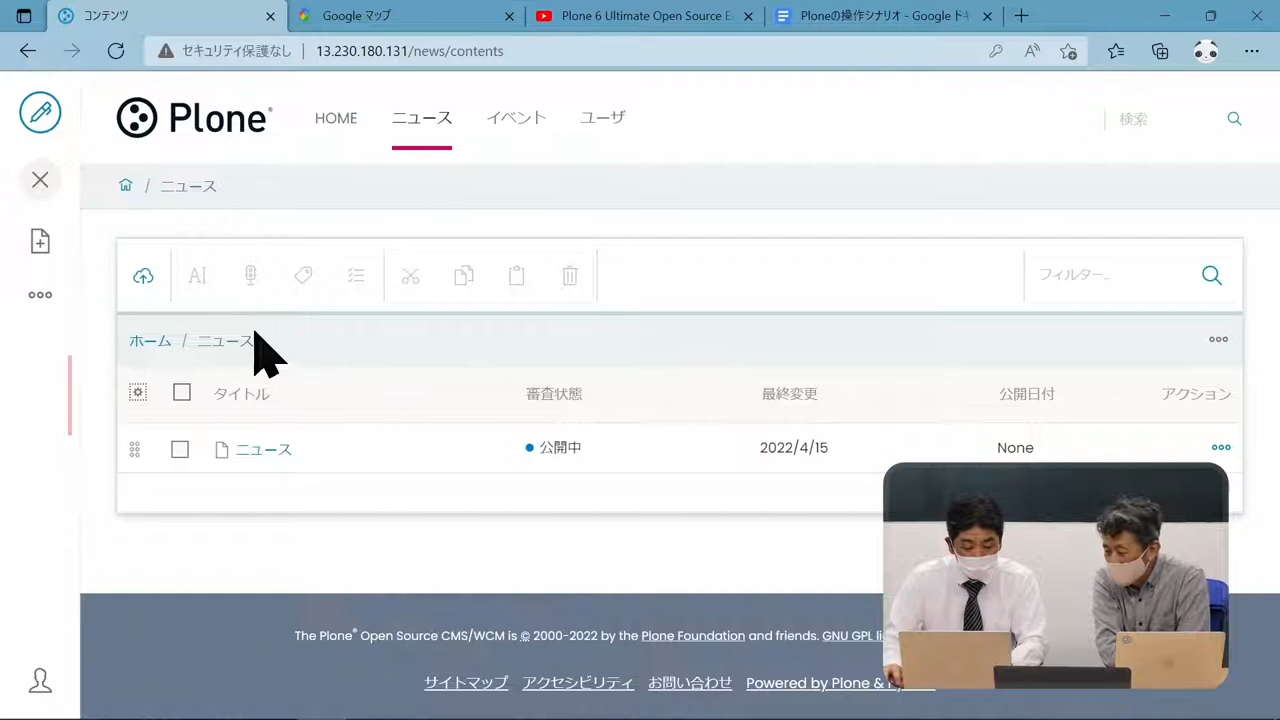 コンテンツ
Google マップ
Plone 6 Ultimate Open Source E
Ploneの操作シナリオ - Google ドキ
セキュリティ保護なし
13.230.180.131/news/contents
Plone
HOME
ニュース
イベント
ユーザ
検索
/ ニュース
フィルター...
ホーム / ニュース
タイトル
審査状態
最終変更
公開日付
アクション
ニュース
公開中
2022/4/15
None
The Plone® Open Source CMS/WCM is © 2000-2022 by the Plone Foundation and friends. GNU GPL li
サイトマップ
アクセシビリティ
お問い合わせ
Powered by Plone &